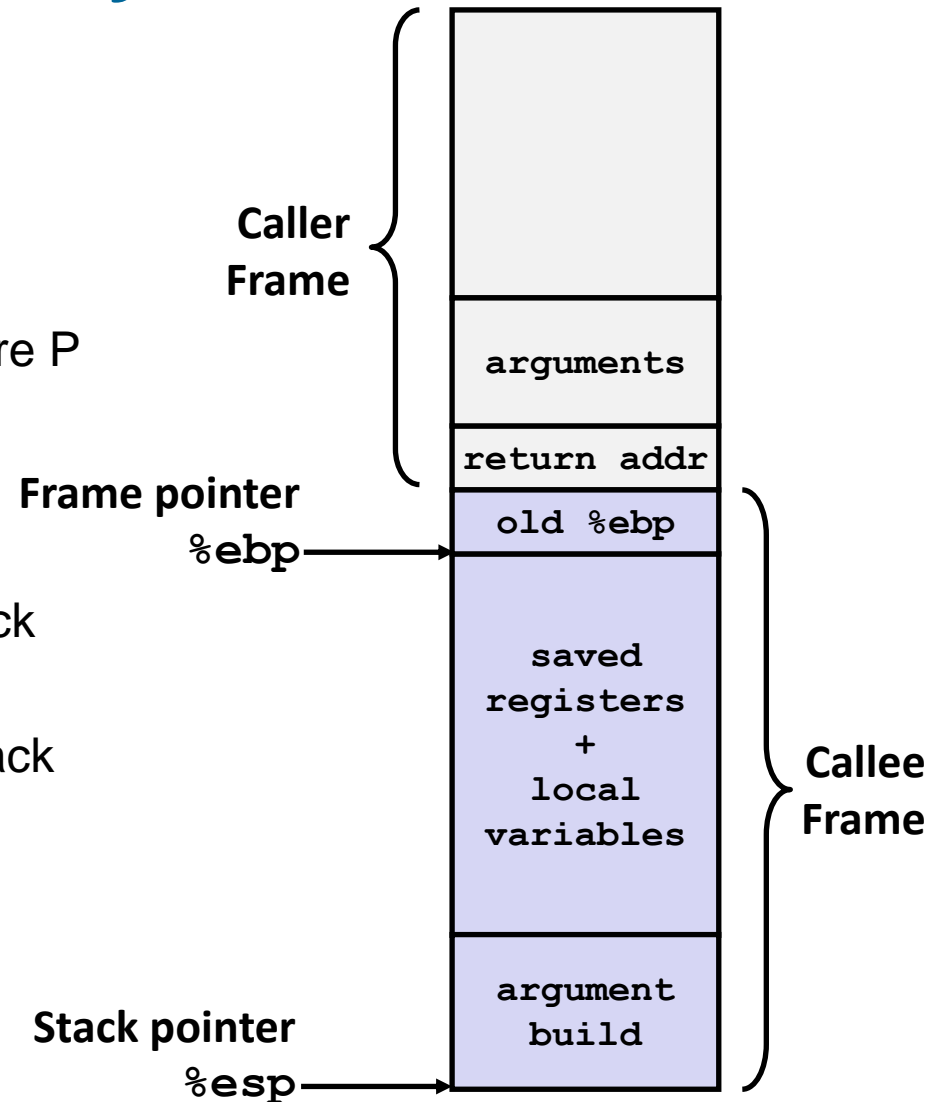 Caller
Frame
re P
arguments
return addr
Frame pointer
%ebp
old %ebp
ck
ack
saved
registers
+
local
variables
Callee
Frame
argument
build
Stack pointer
%esp